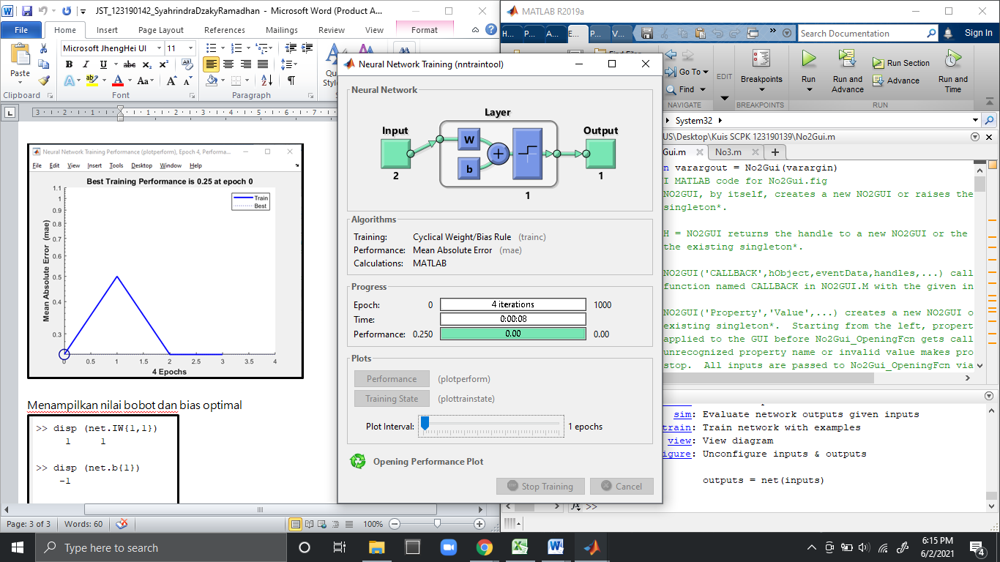 JST_123190142_SyahrindraDzakyRamadhan - Microsoft Word (Product A...
File Home Insert Page Layout References Mailings Review View Format
Paste
Microsoft JhengHei UI 11
B I U abc X₂ X²
Clipboard Font Paragraph
3 2 1 1 2 3 4 5 6 7
Neural Network Training Performance (plotperform), Epoch 4, Performa...
File Edit View Insert Tools Desktop Window Help
Best Training Performance is 0.25 at epoch 0
Train
Best
1.1
1
0.9
0.8
0.7
0.6
0.5
0.4
0.3
Mean Absolute Error (mae)
0 0.5 1 1.5 2 2.5 3 3.5 4
4 Epochs
Menampilkan nilai bobot dan bias optimal
>> disp (net.IW{1,1})
1 1
>> disp (net.b{1})
-1
Page: 3 of 3 Words: 60 100%
Neural Network Training (nntraintool)
Neural Network
Layer
Input Output
W
b
2 1
1
Algorithms
Training: Cyclical Weight/Bias Rule (trainc)
Performance: Mean Absolute Error (mae)
Calculations: MATLAB
Progress
Epoch: 0 4 iterations 1000
Time: 0:00:08
Performance: 0.250 0.00 0.00
Plots
Performance (plotperform)
Training State (plottrainstate)
Plot Interval: 1 epochs
Opening Performance Plot
Stop Training Cancel
MATLAB R2019a
H... P... A... E... P... V... Search Documentation Sign In
Find Files
Go To
Find
EDIT
Breakpoints
Run
Run and Advance
Run Section
Advance
Run and Time
NAVIGATE BREAKPOINTS RUN
System32
US\Desktop\Kuis SCPK 123190139\No2Gui.m
Gui.m No3.m +
n varargout = No2Gui(varargin)
I MATLAB code for No2Gui.fig
NO2GUI, by itself, creates a new NO2GUI or raises the
singleton*.
H = NO2GUI returns the handle to a new NO2GUI or the
the existing singleton*.
NO2GUI('CALLBACK',hObject,eventData,handles,...) call
function named CALLBACK in NO2GUI.M with the given in
NO2GUI('Property','Value',...) creates a new NO2GUI o
existing singleton*. Starting from the left, propert
applied to the GUI before No2Gui_OpeningFcn gets call
unrecognized property name or invalid value makes pro
stop. All inputs are passed to No2Gui_OpeningFcn via
sim: Evaluate network outputs given inputs
train: Train network with examples
view: View diagram
igure: Unconfigure inputs & outputs
outputs = net(inputs)
fx >>
Type here to search
6:15 PM
6/2/2021
4